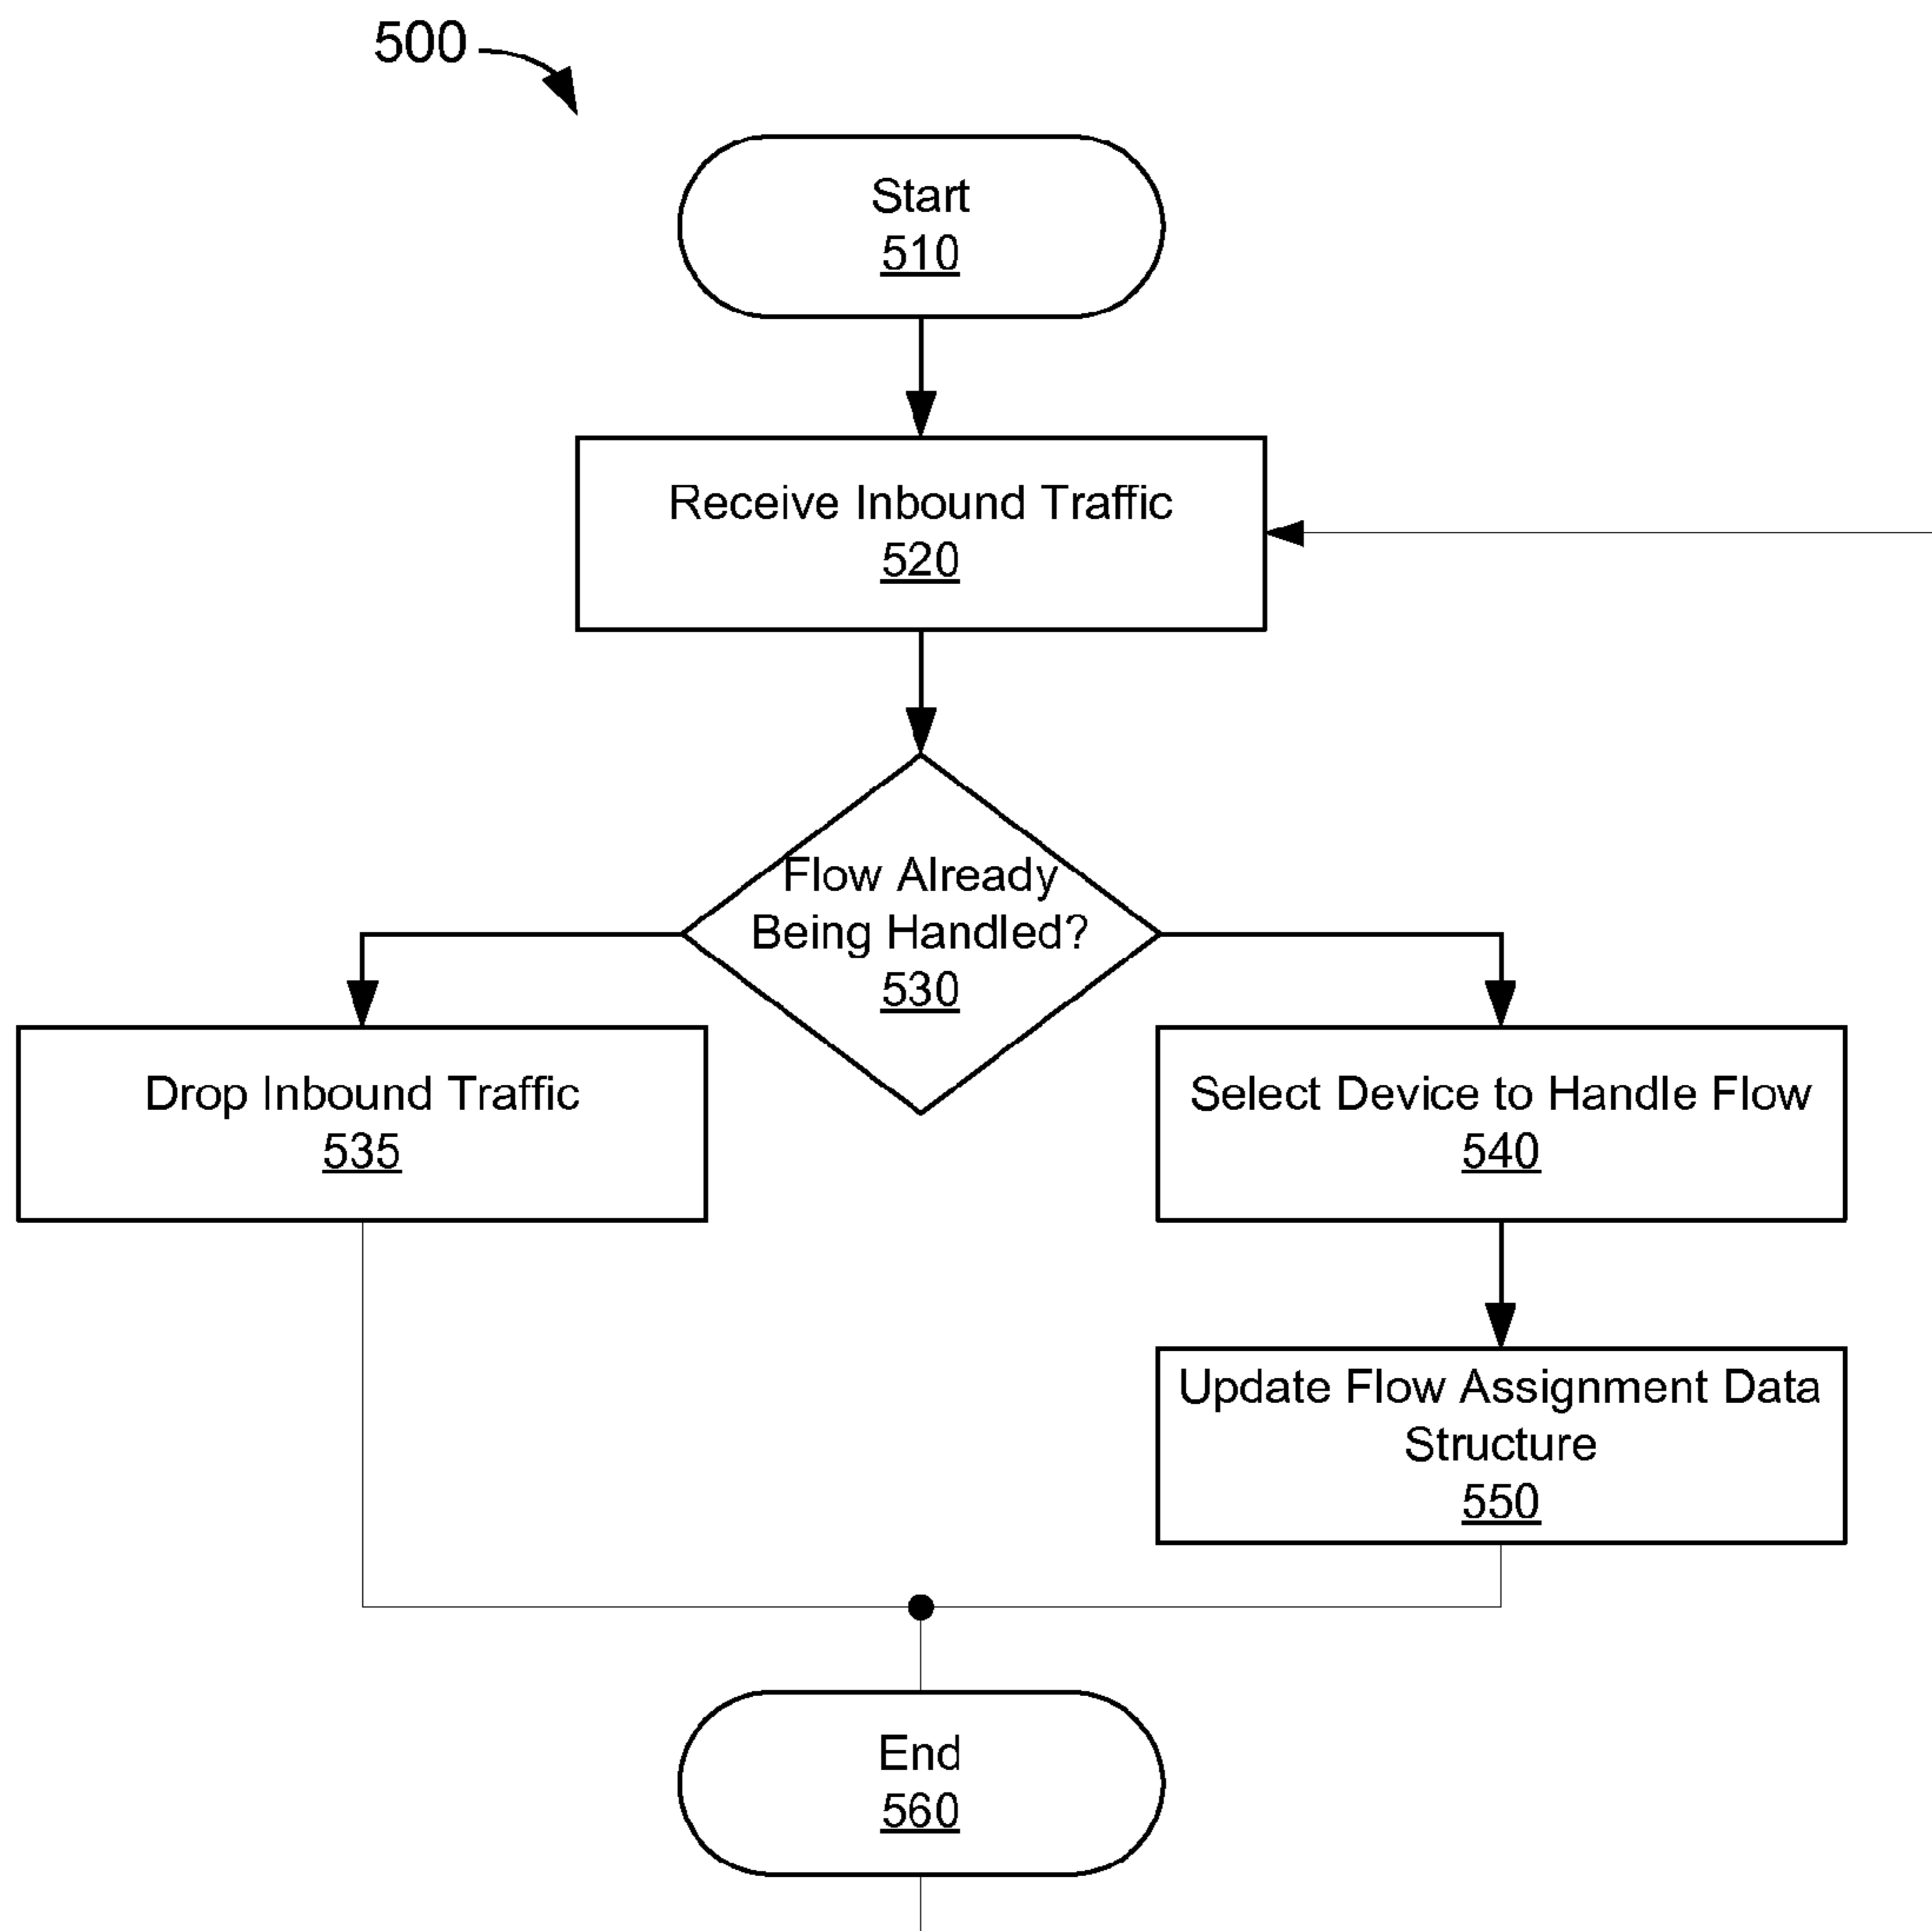 500
Start
510
Receive Inbound Traffic
520
Flow Already
Being Handled?
530
Drop Inbound Traffic
535
Select Device to Handle Flow
540
Update Flow Assignment Data
Structure
550
End
560